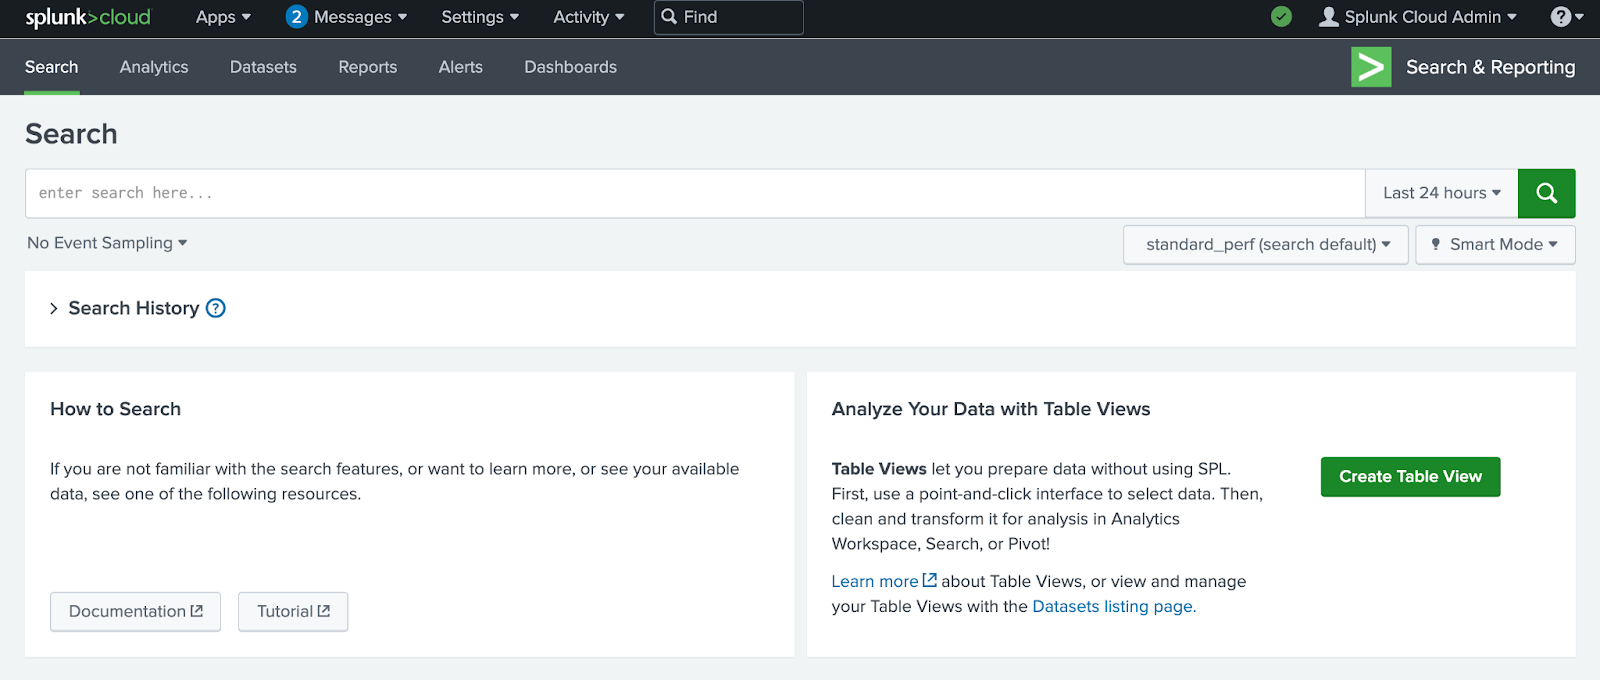 splunk>cloud Apps 2 Messages Settings Activity Find Splunk Cloud Admin ?
Search Analytics Datasets Reports Alerts Dashboards > Search & Reporting
Search
enter search here... Last 24 hours
No Event Sampling standard_perf (search default) Smart Mode
Search History ?
How to Search
If you are not familiar with the search features, or want to learn more, or see your available
data, see one of the following resources.
Documentation Tutorial
Analyze Your Data with Table Views
Table Views let you prepare data without using SPL.
First, use a point-and-click interface to select data. Then,
clean and transform it for analysis in Analytics
Workspace, Search, or Pivot!
Learn more about Table Views, or view and manage
your Table Views with the Datasets listing page.
Create Table View